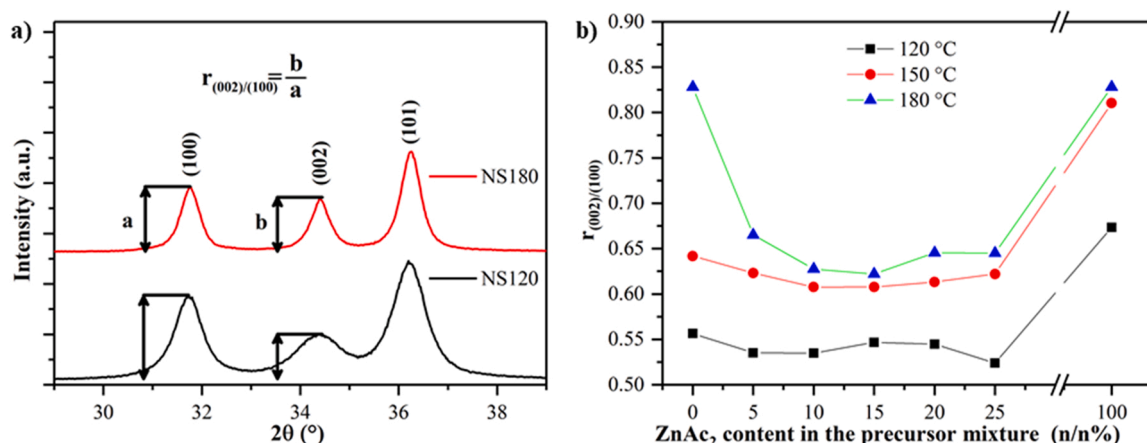 a)
r(002)/(100)=b/a
(100)
(002)
(101)
NS180
a
b
NS120
Intensity (a.u.)
30 32 34 36 38
2θ (°)
b)
120 °C
150 °C
180 °C
0.90
0.85
0.80
0.75
0.70
0.65
0.60
0.55
0.50
r(002)/(100)
0 5 10 15 20 25 100
ZnAc2 content in the precursor mixture (n/n%)